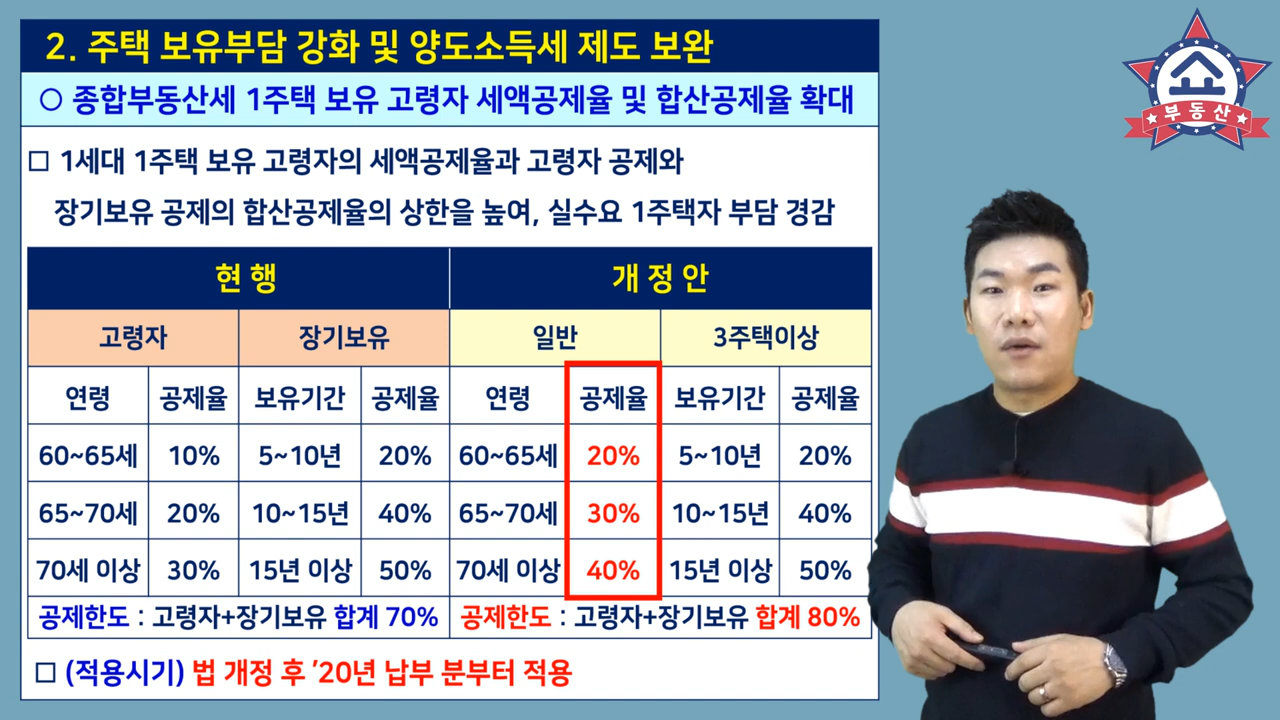 2. 주택 보유부담 강화 및 양도소득세 제도 보완
○ 종합부동산세 1주택 보유 고령자 세액공제율 및 합산공제율 확대
□ 1세대 1주택 보유 고령자의 세액공제율과 고령자 공제와
장기보유 공제의 합산공제율의 상한을 높여, 실수요 1주택자 부담 경감
현 행 개 정 안
고령자 장기보유 일반 3주택이상
연령 공제율 보유기간 공제율 연령 공제율 보유기간 공제율
60~65세 10% 5~10년 20% 60~65세 20% 5~10년 20%
65~70세 20% 10~15년 40% 65~70세 30% 10~15년 40%
70세 이상 30% 15년 이상 50% 70세 이상 40% 15년 이상 50%
공제한도 : 고령자+장기보유 합계 70% 공제한도 : 고령자+장기보유 합계 80%
□ (적용시기) 법 개정 후 ’20년 납부 분부터 적용
부동산